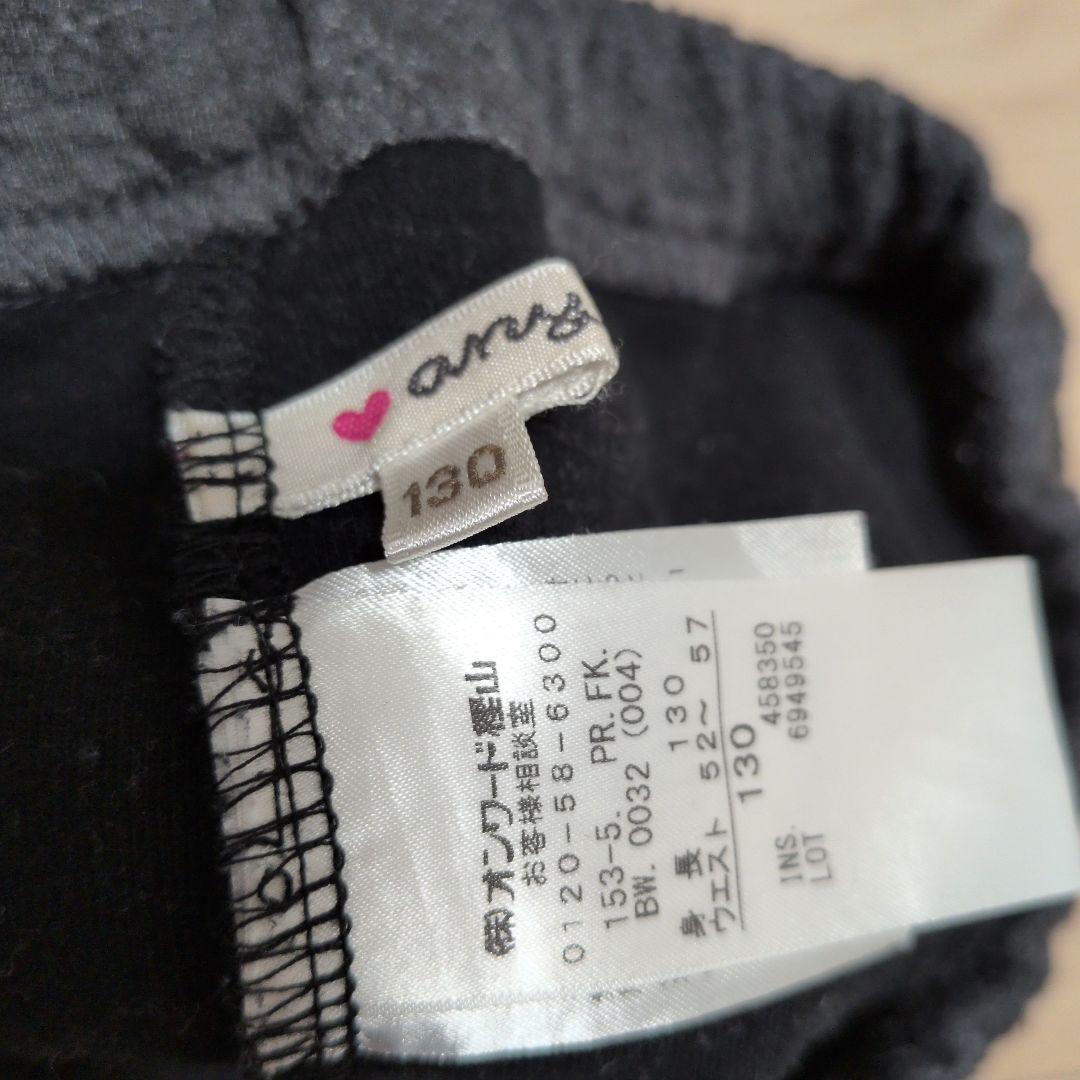 130
㈱オンワード樫山
お客様相談室
0120-58-6300
153-5. PR. FK.
BW. 0032 (004)
身長 130
ウエスト 52〜57
130
INS. 458350
LOT 6949545